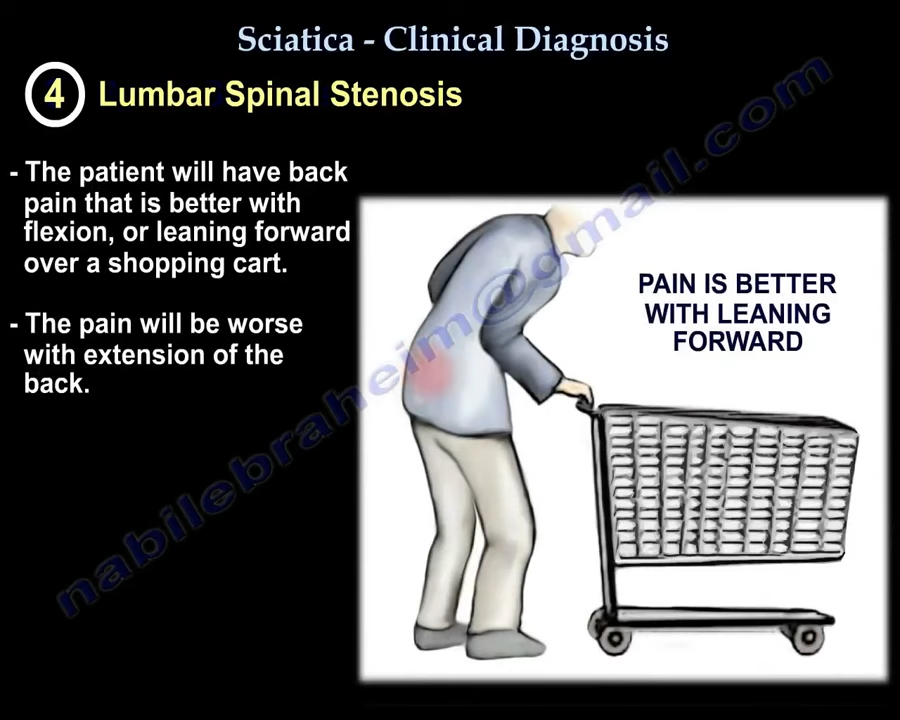 Sciatica - Clinical Diagnosis
4 Lumbar Spinal Stenosis
- The patient will have back
pain that is better with
flexion, or leaning forward
over a shopping cart.
- The pain will be worse
with extension of the
back.
PAIN IS BETTER
WITH LEANING
FORWARD
nabilebraheim@gmail.com